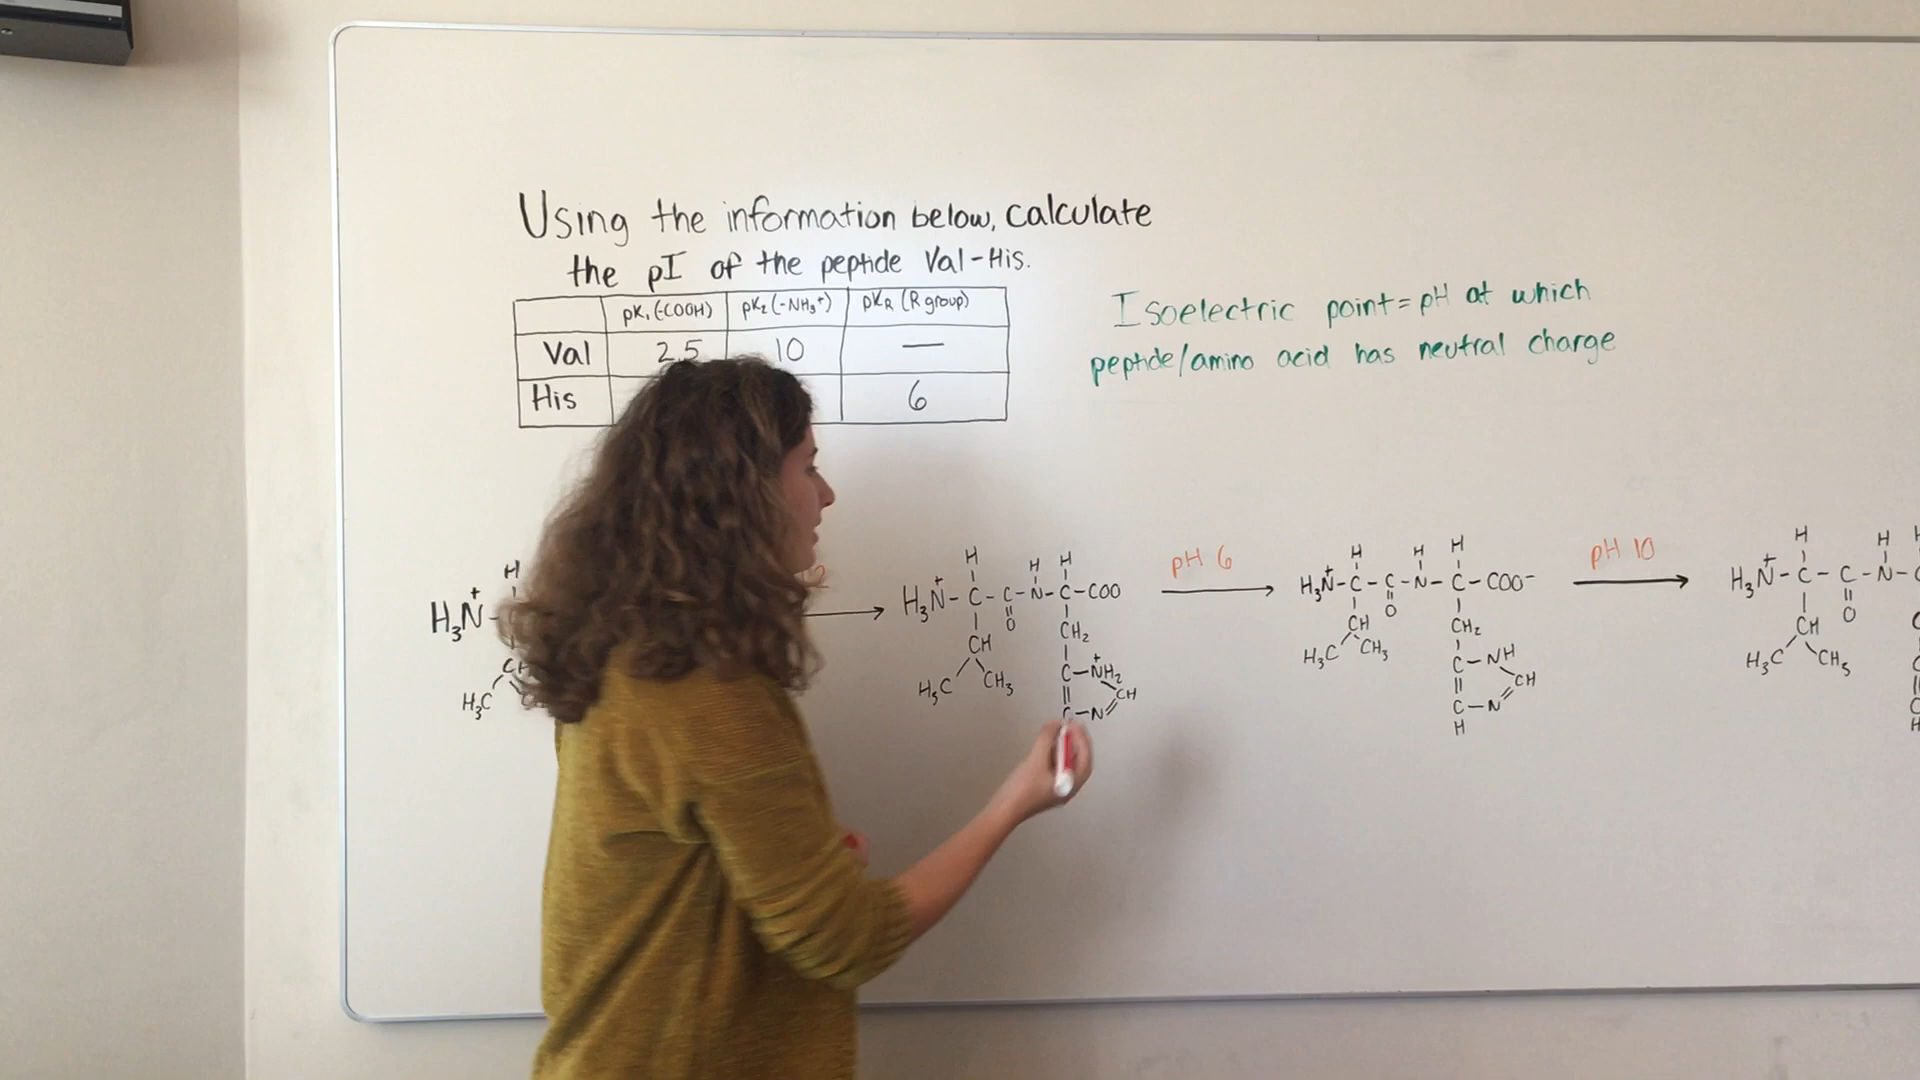 Using the information below, calculate
the pI of the peptide Val-His.
pK₁ (-COOH) pK₂ (-NH₃⁺) pKR (R group)
Val 2.5 10 —
His 6
Isoelectric point = pH at which
peptide/amino acid has neutral charge
2 pH 6 pH 10
H H H H H H H H H
H₃N⁺- H₃N⁺-C-C-N-C-COO H₃N⁺-C-C-N-C-COO⁻ H₃N⁺-C-C-N-
O O O
CH CH₂ CH CH₂ CH
H₃C H₃C CH₃ H₃C CH₃ H₃C CH₃
C-NH₂⁺ C-NH
CH CH
C-N C-N
H H